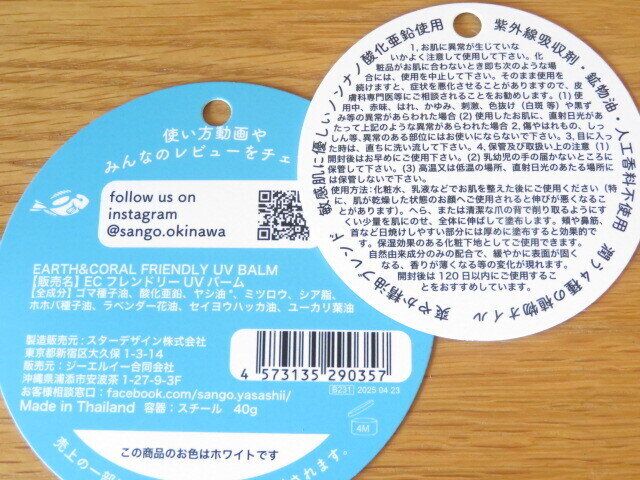 使い方動画や
みんなのレビューをチェ
follow us on
instagram
@sango.okinawa
EARTH&CORAL FRIENDLY UV BALM
【販売名】EC フレンドリー UV バーム
【全成分】ゴマ種子油、酸化亜鉛、ヤシ油*、ミツロウ、シア脂、
ホホバ種子油、ラベンダー花油、セイヨウハッカ油、ユーカリ葉油
製造販売元：スターデザイン株式会社
東京都新宿区大久保 1-3-14
販売元：ジーエルイー合同会社
沖縄県浦添市安波茶 1-27-9-3F
お客様相談窓口：facebook.com/sango.yasashii/
Made in Thailand 容器：スチール 40g
4 573135 290357
B231 2025 04 23
4M
この商品のお色はホワイトです
売上の一部
されます。
敏感肌に優しいノンナノ酸化亜鉛使用
紫外線吸収剤・鉱物油・人工香料不使用
潤う4種の植物オイル
爽やか精油ブレンド
1. お肌に異常が生じていな
いかよく注意して使用して下さい。化
粧品がお肌に合わないとき即ち次のような場
合には、使用を中止して下さい。そのまま使用を
続けますと、症状を悪化させることがありますので、皮
膚科専門医等にご相談されることをお勧めします。(1) 使
用中、赤味、はれ、かゆみ、刺激、色抜け (白斑 等) や黒ず
み等の異常があらわれた場合 (2) 使用したお肌に、直射日光があ
たって上記のような異常があらわれた場合 2. 傷やはれもの、しっ
しん等、異常のある部位にはお使いにならないで下さい。3. 目に入っ
た時は、直ちに洗い流して下さい。4. 保管及び取扱い上の注意 (1)
開封後はお早めにご使用下さい。(2) 乳幼児の手の届かないところに
保管して下さい。(3) 高温又は低温の場所、直射日光のあたる場所に
は保管しないで下さい。
使用方法：化粧水、乳液などでお肌を整えた後にご使用ください（特
に、肌が乾燥した状態のお顔へご使用されると伸びが悪くなるこ
とがあります）。へら、または清潔な爪の背で削り取るようにす
くい少量を肌にのせ、全体に伸ばして塗ります。頬や鼻筋、
首など日焼けしやすい部分には厚めに塗ると効果的で
す。保湿効果のある化粧下地としてご使用できます。
自然由来成分のみの配合で、緩やかに表面が固く
なる、香りが薄くなる等の変化が現れます。
開封後は 120 日以内にご使用するこ
とをおすすめしています。